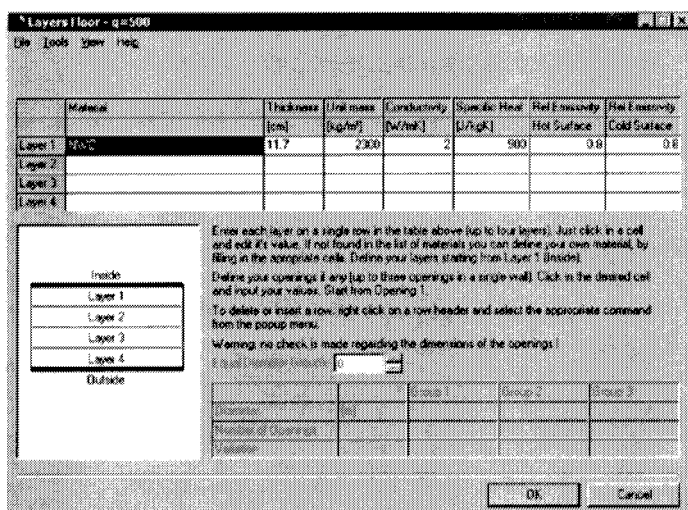 Layers Floor - q=500
File Tools View Help
Material Thickness Unit mass Conductivity Specific Heat Rel Emissivity Rel Emissivity
[cm] [kg/m³] [W/mK] [J/kgK] Hot Surface Cold Surface
Layer 1 NWC 11.7 2300 2 900 0.8 0.8
Layer 2
Layer 3
Layer 4
Enter each layer on a single row in the table above (up to four layers). Just click in a cell
and edit it's value. If not found in the list of materials you can define your own material, by
filling in the appropriate cells. Define your layers starting from Layer 1 (Inside).
Define your openings if any (up to three openings in a single wall). Click in the desired cell
and input your values. Start from Opening 1.
To delete or insert a row, right click on a row header and select the appropriate command
from the popup menu.
Warning: no check is made regarding the dimensions of the openings !
Inside
Layer 1
Layer 2
Layer 3
Layer 4
Outside
0
Group 1 Group 2 Group 3
Diameter [m]
Number of Openings
OK Cancel